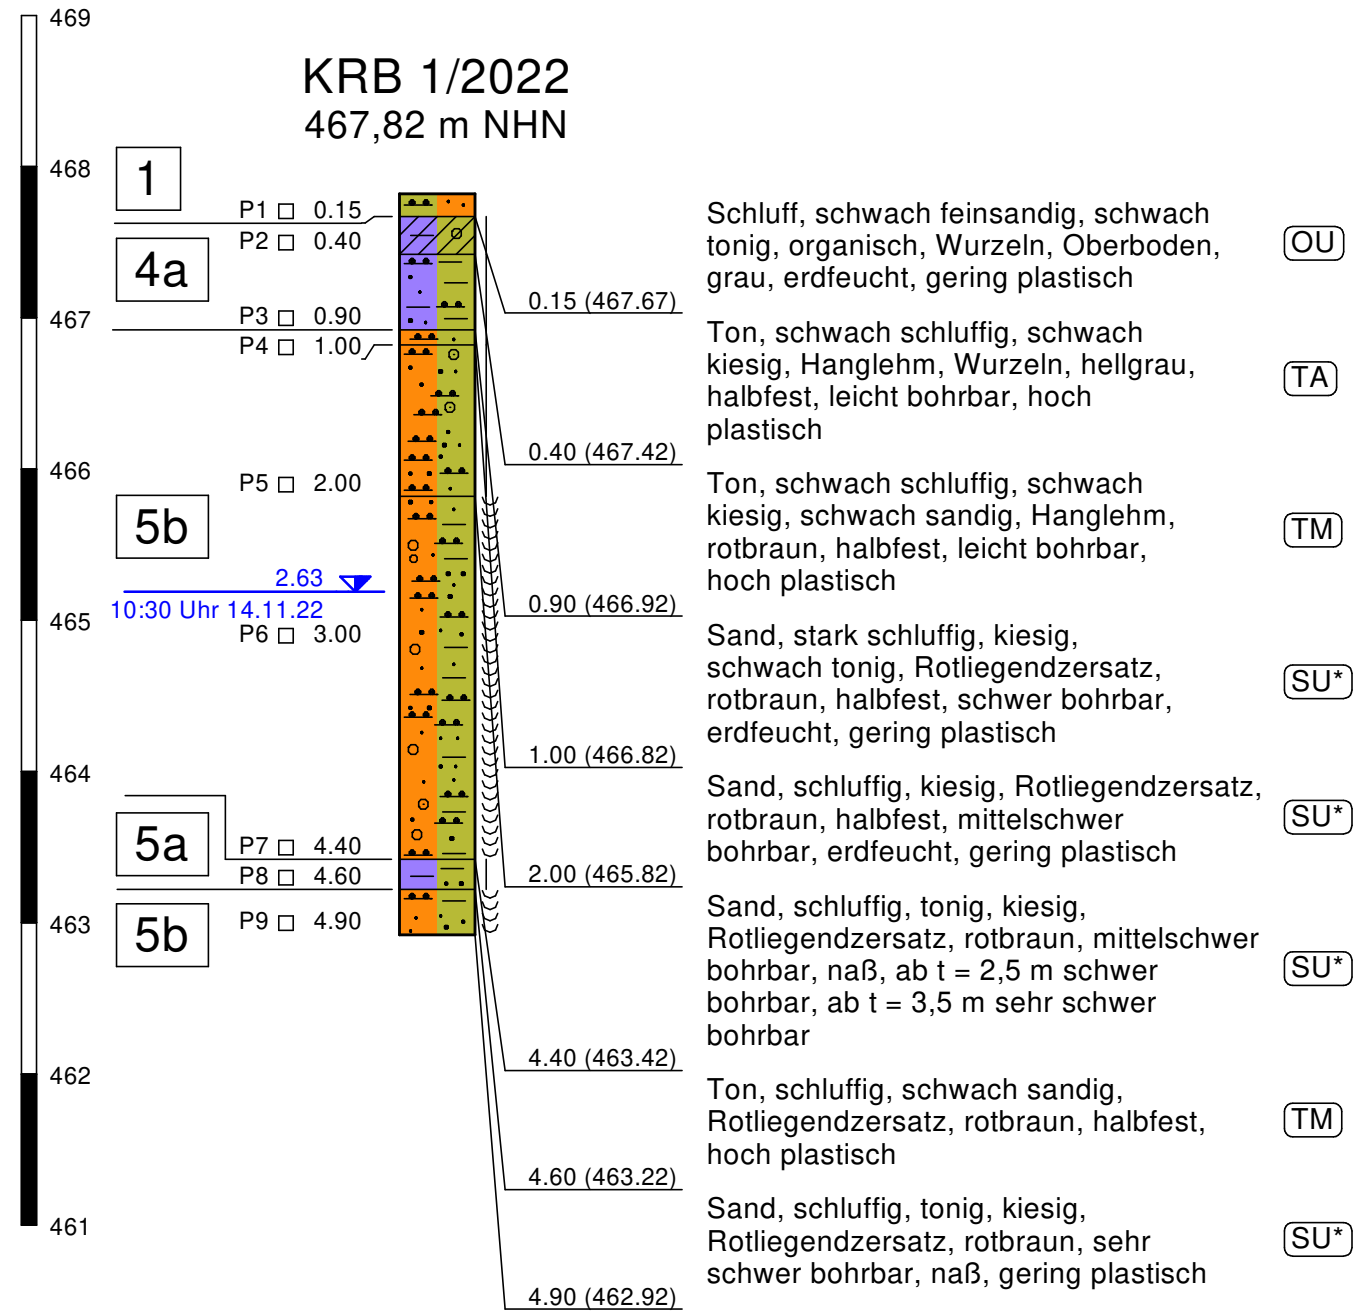 469
KRB 1/2022
467,82 m NHN
468
1
P1 0.15
P2 0.40
4a
467
P3 0.90
P4 1.00
466
P5 2.00
5b
2.63
10:30 Uhr 14.11.22
465
P6 3.00
464
5a
P7 4.40
P8 4.60
463
5b
P9 4.90
462
461
Schluff, schwach feinsandig, schwach
tonig, organisch, Wurzeln, Oberboden,
grau, erdfeucht, gering plastisch
OU
0.15 (467.67)
Ton, schwach schluffig, schwach
kiesig, Hanglehm, Wurzeln, hellgrau,
halbfest, leicht bohrbar, hoch
plastisch
TA
0.40 (467.42)
Ton, schwach schluffig, schwach
kiesig, schwach sandig, Hanglehm,
rotbraun, halbfest, leicht bohrbar,
hoch plastisch
TM
0.90 (466.92)
Sand, stark schluffig, kiesig,
schwach tonig, Rotliegendzersatz,
rotbraun, halbfest, schwer bohrbar,
erdfeucht, gering plastisch
SU*
1.00 (466.82)
Sand, schluffig, kiesig, Rotliegendzersatz,
rotbraun, halbfest, mittelschwer
bohrbar, erdfeucht, gering plastisch
SU*
2.00 (465.82)
Sand, schluffig, tonig, kiesig,
Rotliegendzersatz, rotbraun, mittelschwer
bohrbar, naß, ab t = 2,5 m schwer
bohrbar, ab t = 3,5 m sehr schwer
bohrbar
SU*
4.40 (463.42)
Ton, schluffig, schwach sandig,
Rotliegendzersatz, rotbraun, halbfest,
hoch plastisch
TM
4.60 (463.22)
Sand, schluffig, tonig, kiesig,
Rotliegendzersatz, rotbraun, sehr
schwer bohrbar, naß, gering plastisch
SU*
4.90 (462.92)